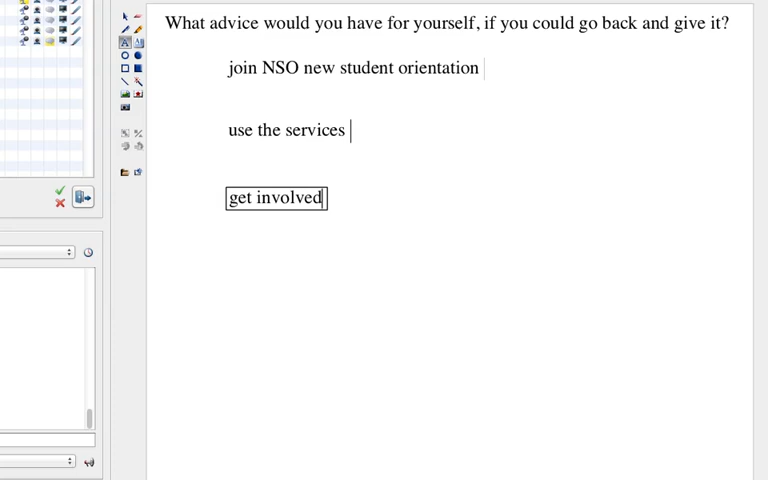 What advice would you have for yourself, if you could go back and give it?
join NSO new student orientation
use the services
get involved